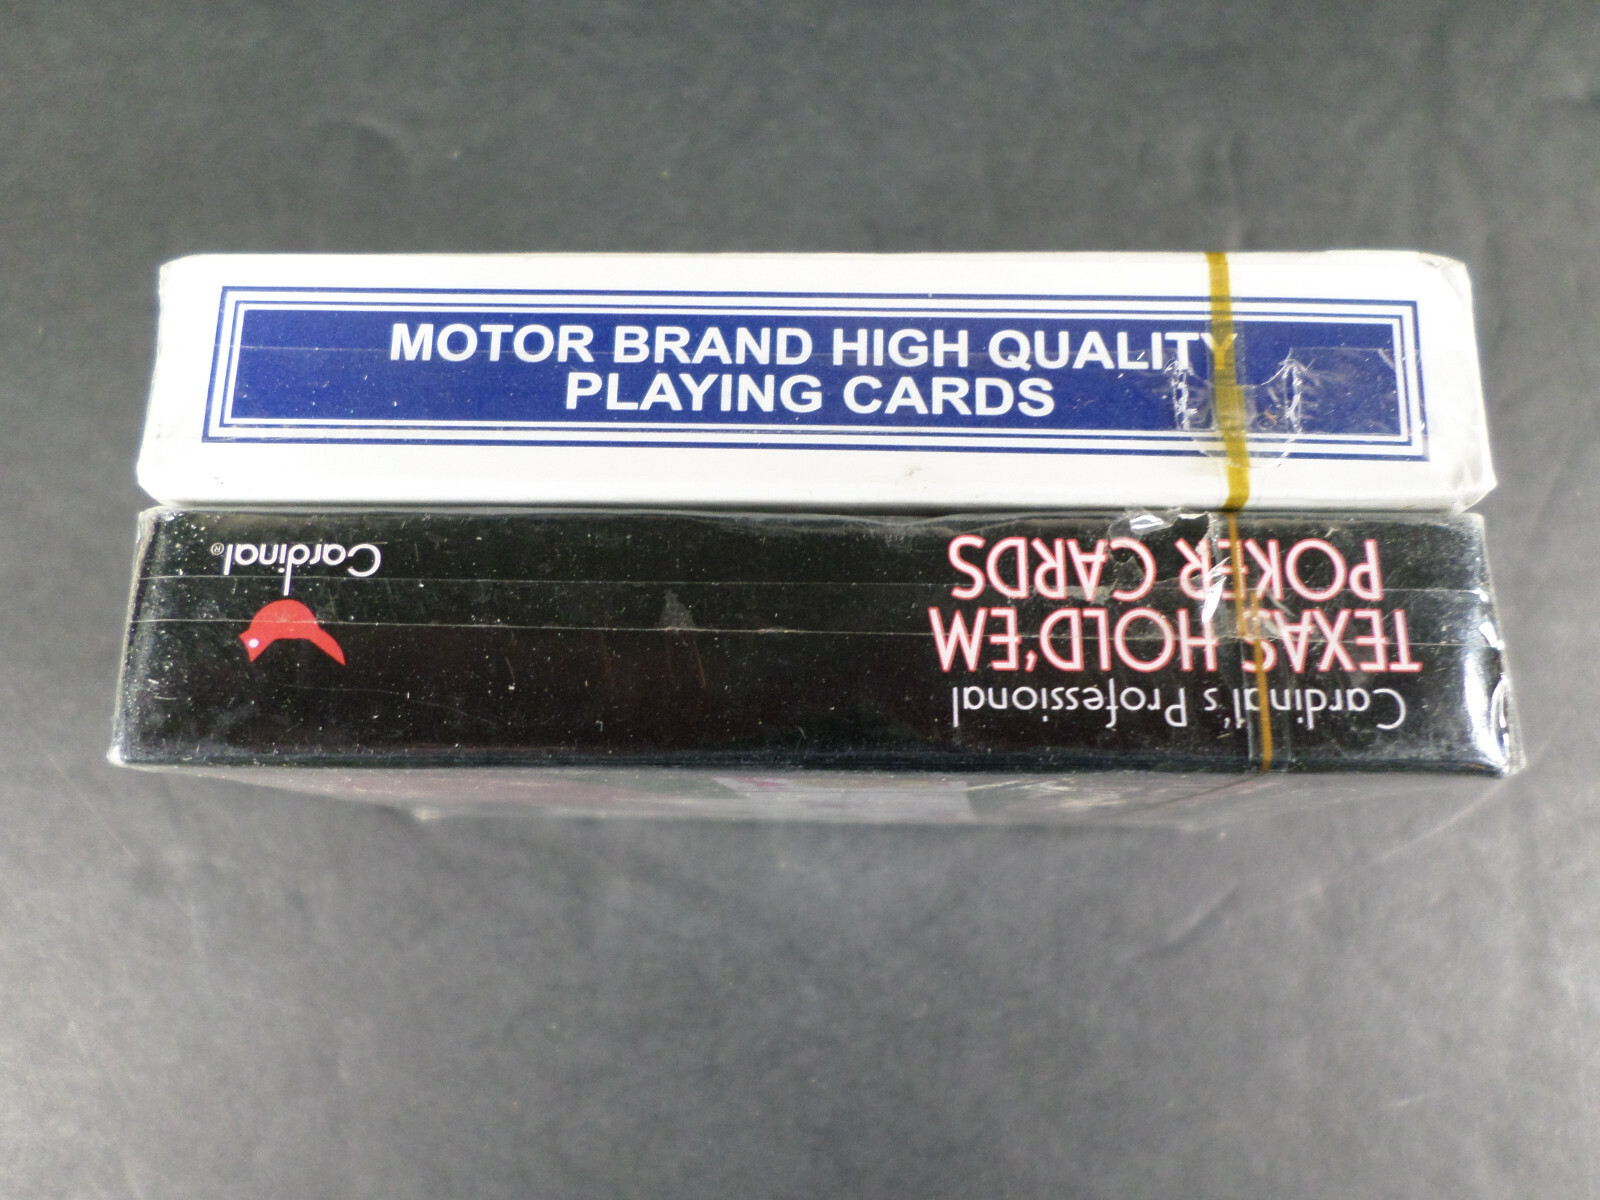 MOTOR BRAND HIGH QUALITY
PLAYING CARDS
Cardinal's Professional
TEXAS HOLD'EM
POKER CARDS
Cardinal®